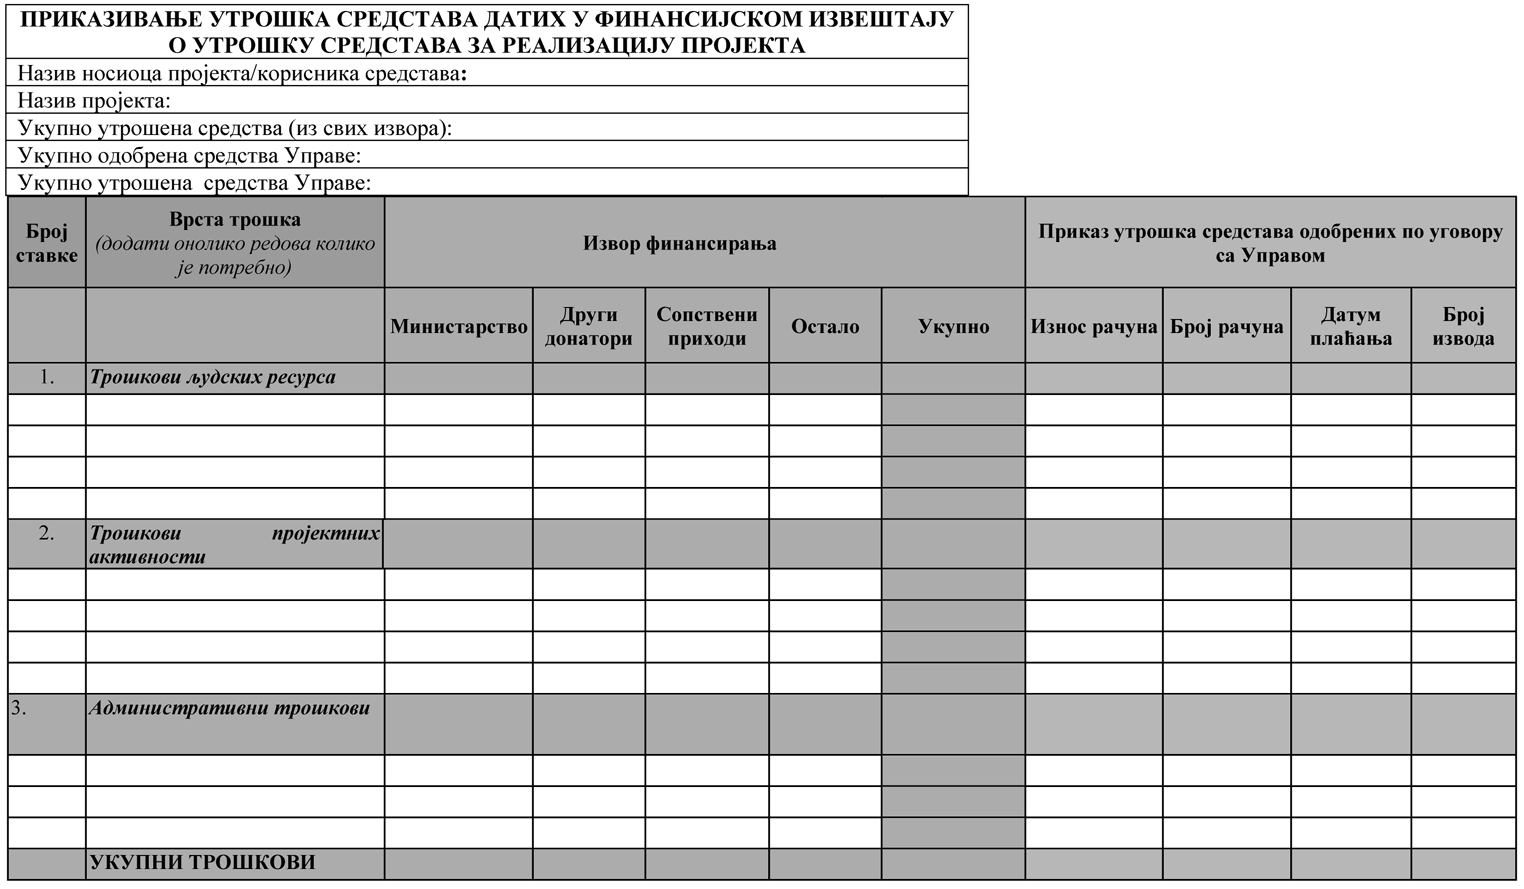 ПРИКАЗИВАЊЕ УТРОШКА СРЕДСТАВА ДАТИХ У ФИНАНСИЈСКОМ ИЗВЕШТАЈУ
О УТРОШКУ СРЕДСТАВА ЗА РЕАЛИЗАЦИЈУ ПРОЈЕКТА
Назив носиоца пројекта/корисника средстава:
Назив пројекта:
Укупно утрошена средства (из свих извора):
Укупно одобрена средства Управе:
Укупно утрошена средства Управе:
Број
ставке
Врста трошка
(додати онолико редова колико
је потребно)
Извор финансирања
Приказ утрошка средстава одобрених по уговору
са Управом
Министарство
Други
донатори
Сопствени
приходи
Остало
Укупно
Износ рачуна
Број рачуна
Датум
плаћања
Број
извода
1.
Трошкови људских ресурса
2.
Трошкови пројектних
активности
3.
Административни трошкови
УКУПНИ ТРОШКОВИ